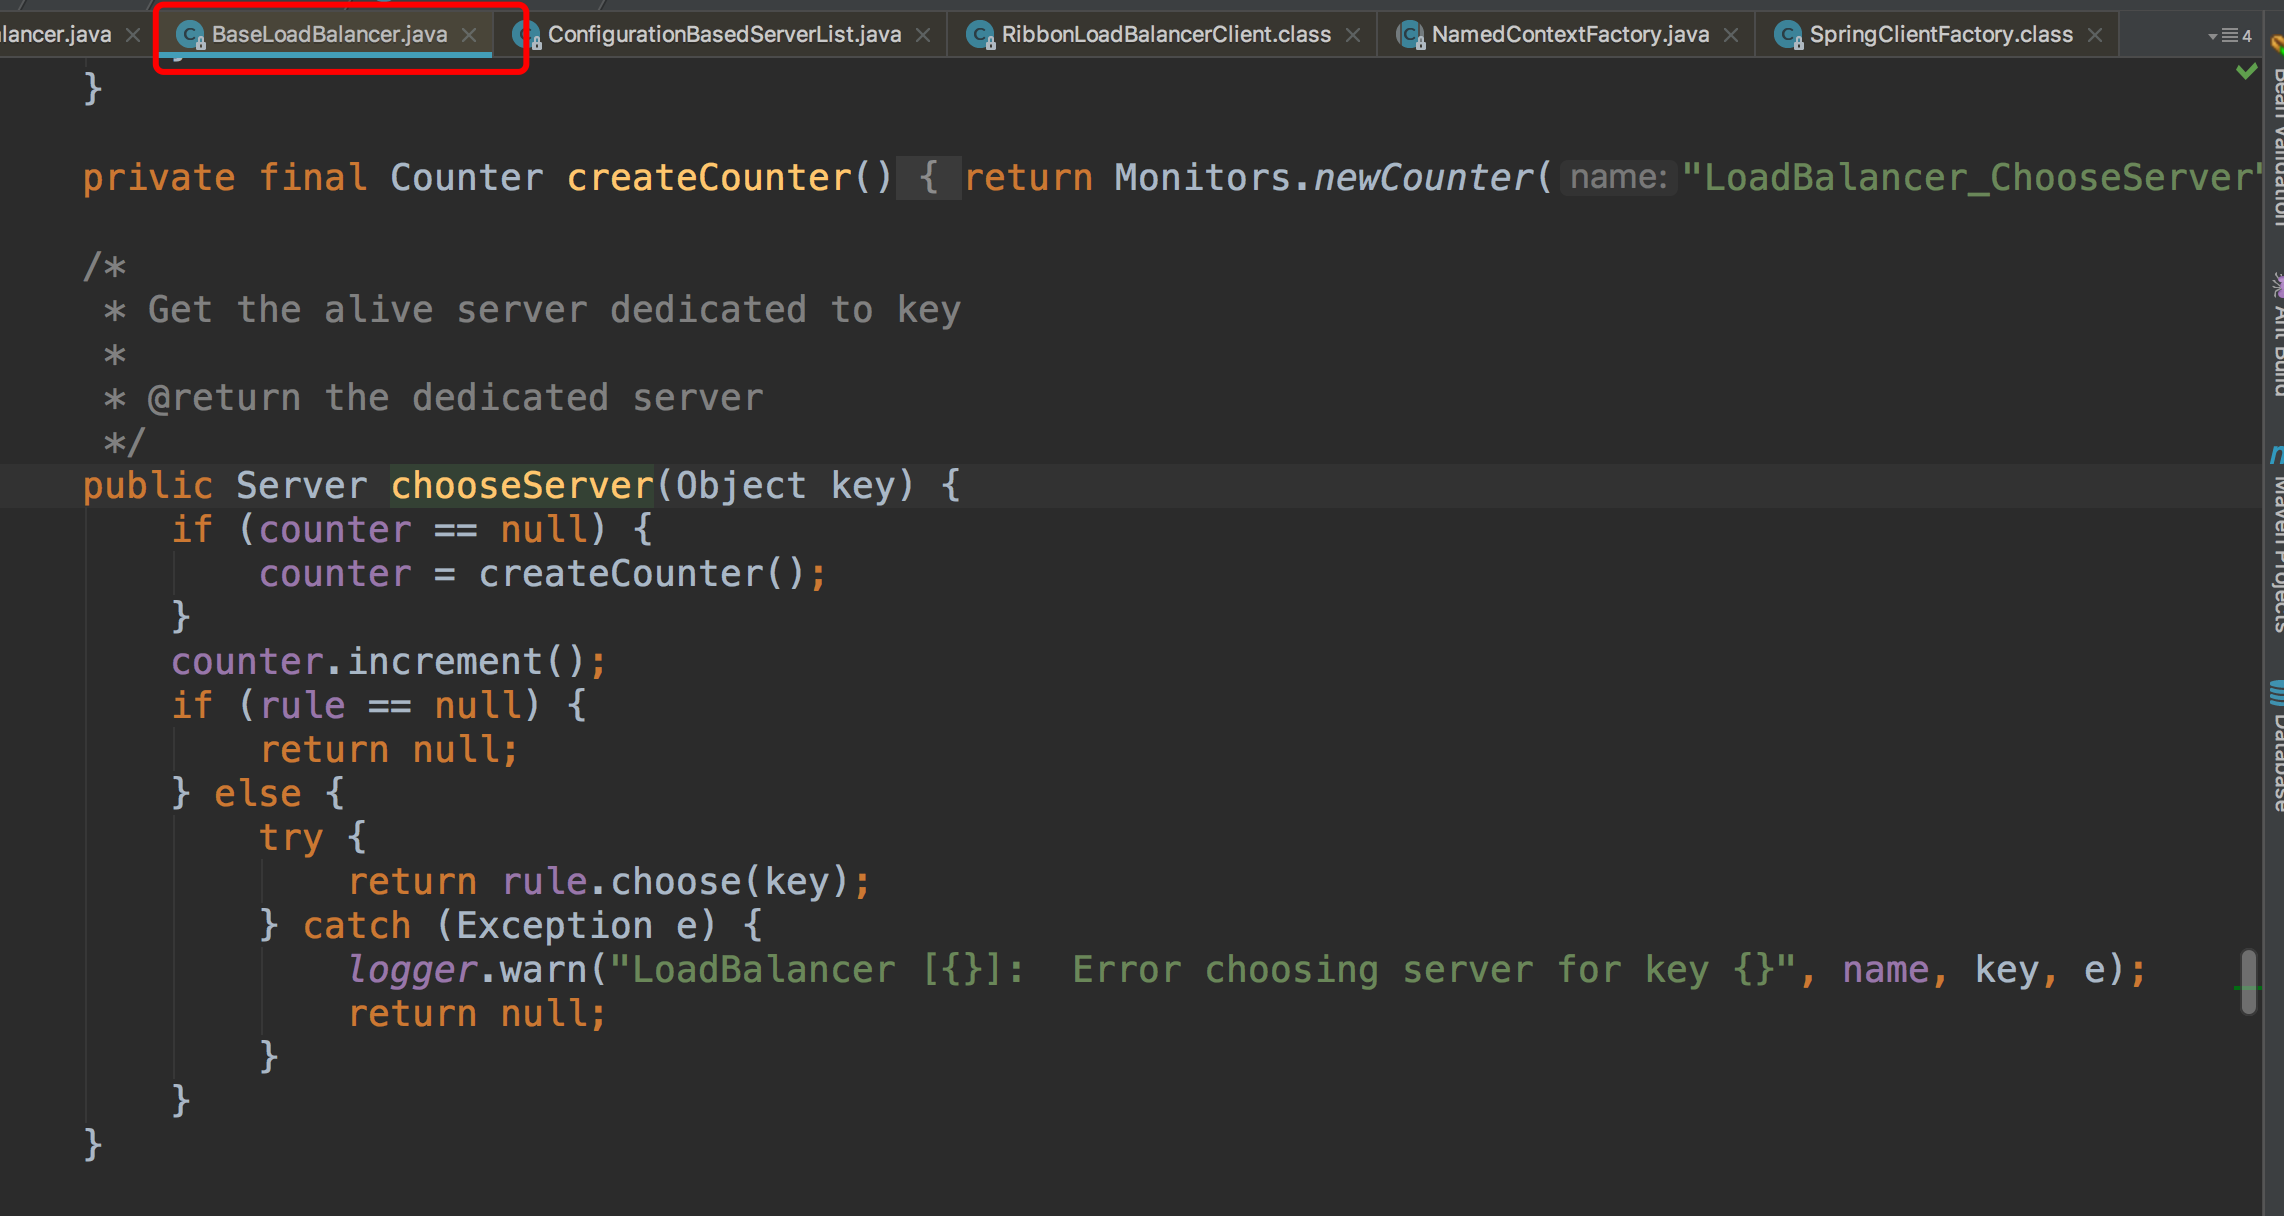 lancer.java BaseLoadBalancer.java ConfigurationBasedServerList.java RibbonLoadBalancerClient.class NamedContextFactory.java SpringClientFactory.class 4
}
private final Counter createCounter() { return Monitors.newCounter( name: "LoadBalancer_ChooseServer"
/*
* Get the alive server dedicated to key
*
* @return the dedicated server
*/
public Server chooseServer(Object key) {
if (counter == null) {
counter = createCounter();
}
counter.increment();
if (rule == null) {
return null;
} else {
try {
return rule.choose(key);
} catch (Exception e) {
logger.warn("LoadBalancer [{}]:  Error choosing server for key {}", name, key, e);
return null;
}
}
}
Bean Validation
Ant Build
Maven Projects
Database